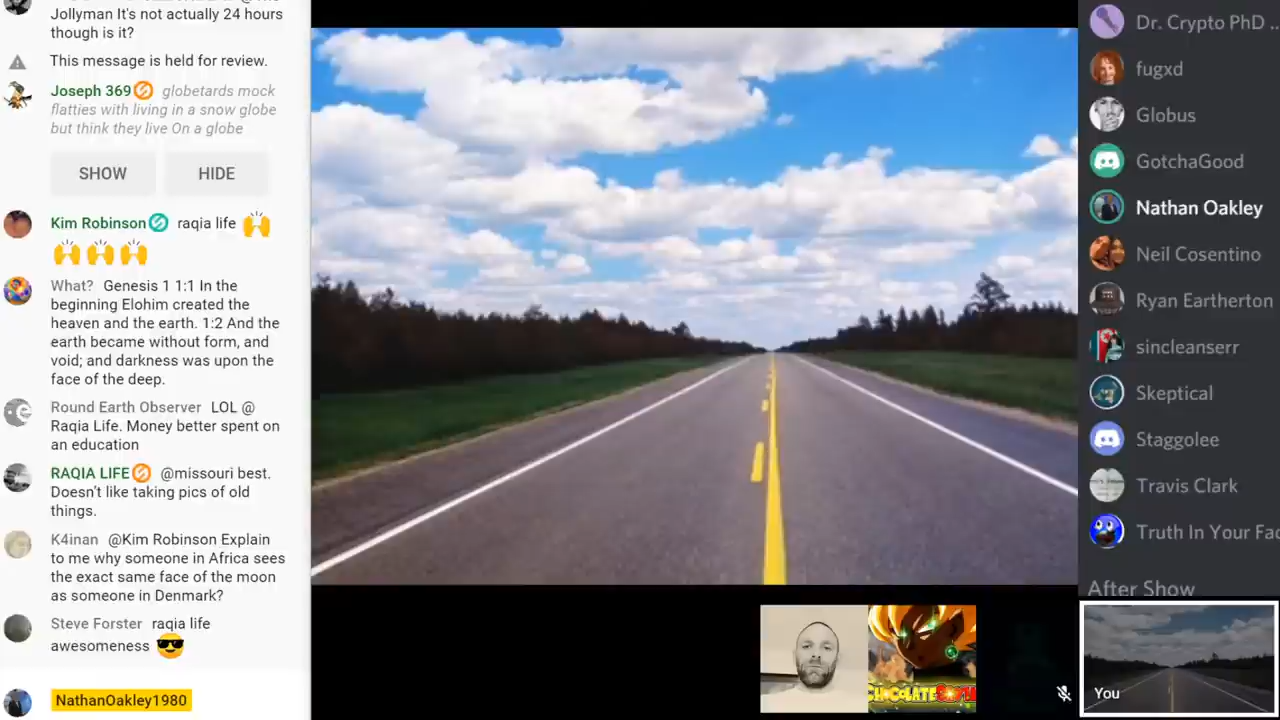 Jollyman It's not actually 24 hours
though is it?
This message is held for review.
Joseph 369 globetards mock
flatties with living in a snow globe
but think they live On a globe
SHOW HIDE
Kim Robinson raqia life
What? Genesis 1 1:1 In the
beginning Elohim created the
heaven and the earth. 1:2 And the
earth became without form, and
void; and darkness was upon the
face of the deep.
Round Earth Observer LOL @
Raqia Life. Money better spent on
an education
RAQIA LIFE @missouri best.
Doesn't like taking pics of old
things.
K4inan @Kim Robinson Explain
to me why someone in Africa sees
the exact same face of the moon
as someone in Denmark?
Steve Forster raqia life
awesomeness
NathanOakley1980
Dr. Crypto PhD ..
fugxd
Globus
GotchaGood
Nathan Oakley
Neil Cosentino
Ryan Eartherton
sincleanserr
Skeptical
Staggolee
Travis Clark
Truth In Your Fac
After Show
You